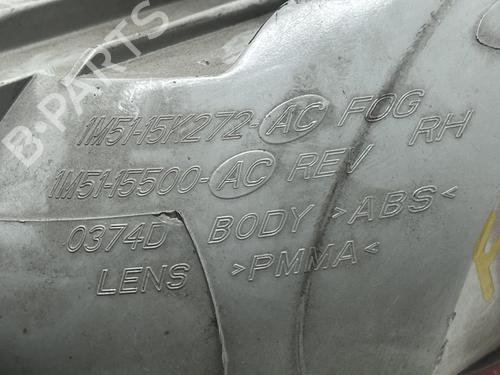 B-PARTS
1M51-15K272-AC FOG
RH
1M51-15500-AC REV
0374D BODY >ABS<
LENS >PMMA<